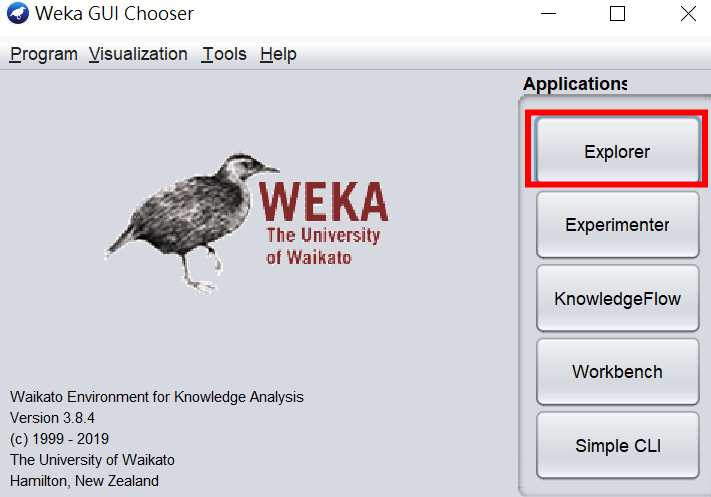 Weka GUI Chooser
Program Visualization Tools Help
Applications
Explorer
Experimenter
KnowledgeFlow
Workbench
Simple CLI
WEKA
The University
of Waikato
Waikato Environment for Knowledge Analysis
Version 3.8.4
(c) 1999 - 2019
The University of Waikato
Hamilton, New Zealand